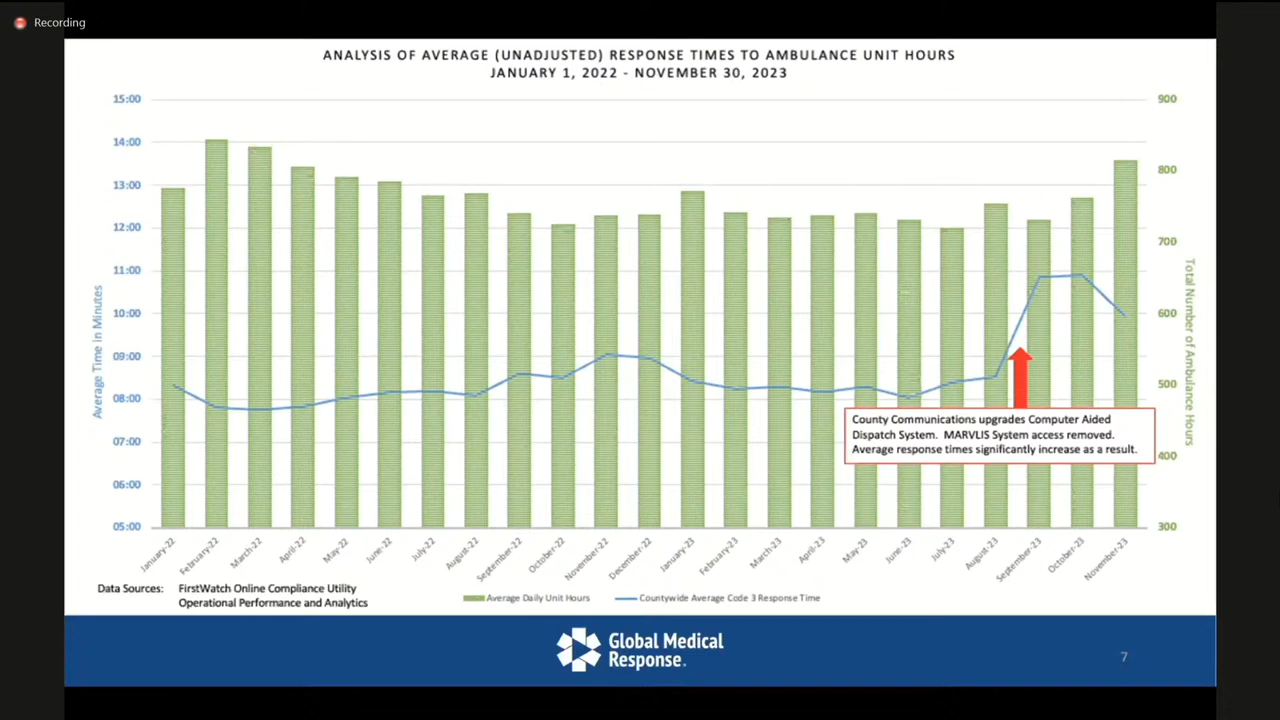 Recording
ANALYSIS OF AVERAGE (UNADJUSTED) RESPONSE TIMES TO AMBULANCE UNIT HOURS
JANUARY 1, 2022 - NOVEMBER 30, 2023
15:00
14:00
13:00
12:00
11:00
10:00
09:00
08:00
07:00
06:00
05:00
Average Time in Minutes
900
800
700
600
500
400
300
Total Number of Ambulance Hours
County Communications upgrades Computer Aided
Dispatch System. MARVLIS System access removed.
Average response times significantly increase as a result.
January-22
February-22
March-22
April-22
May-22
June-22
July-22
August-22
September-22
October-22
November-22
December-22
January-23
February-23
March-23
April-23
May-23
June-23
July-23
August-23
September-23
October-23
November-23
Data Sources: FirstWatch Online Compliance Utility
Operational Performance and Analytics
Average Daily Unit Hours
Countywide Average Code 3 Response Time
Global Medical
Response.
7